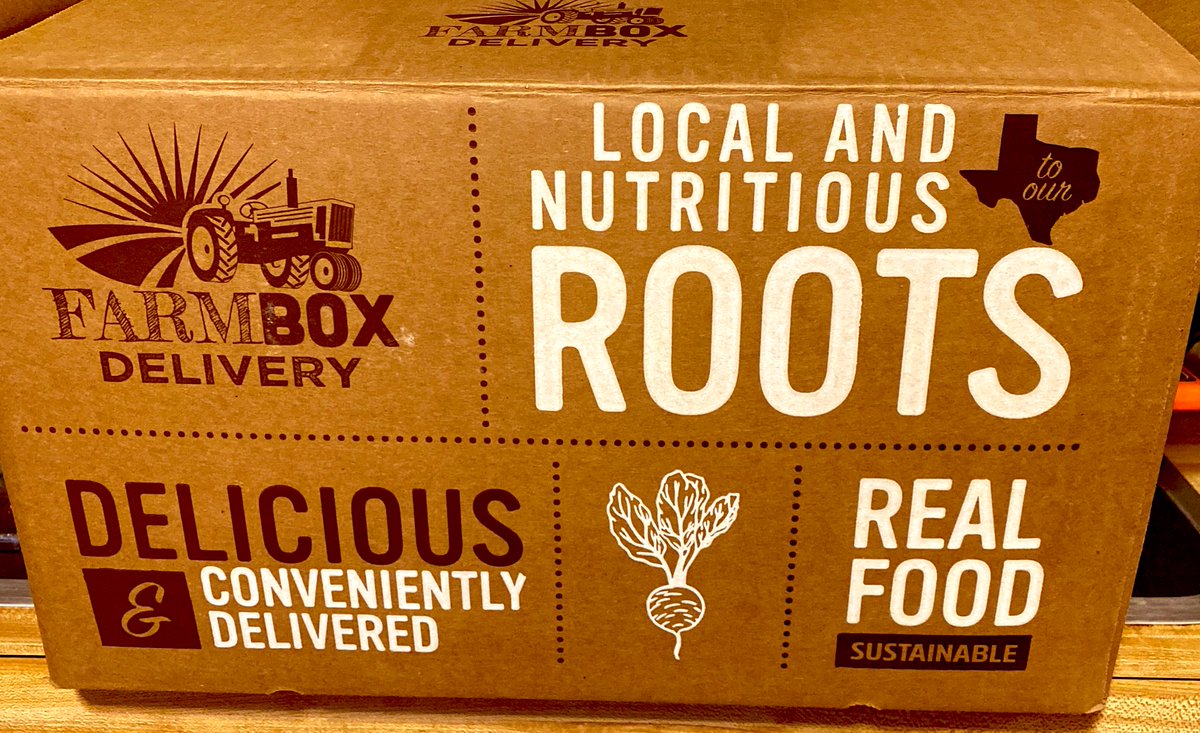 FARMBOX
DELIVERY
FARMBOX
DELIVERY
LOCAL AND
NUTRITIOUS
to
our
ROOTS
DELICIOUS
&
CONVENIENTLY
DELIVERED
REAL
FOOD
SUSTAINABLE